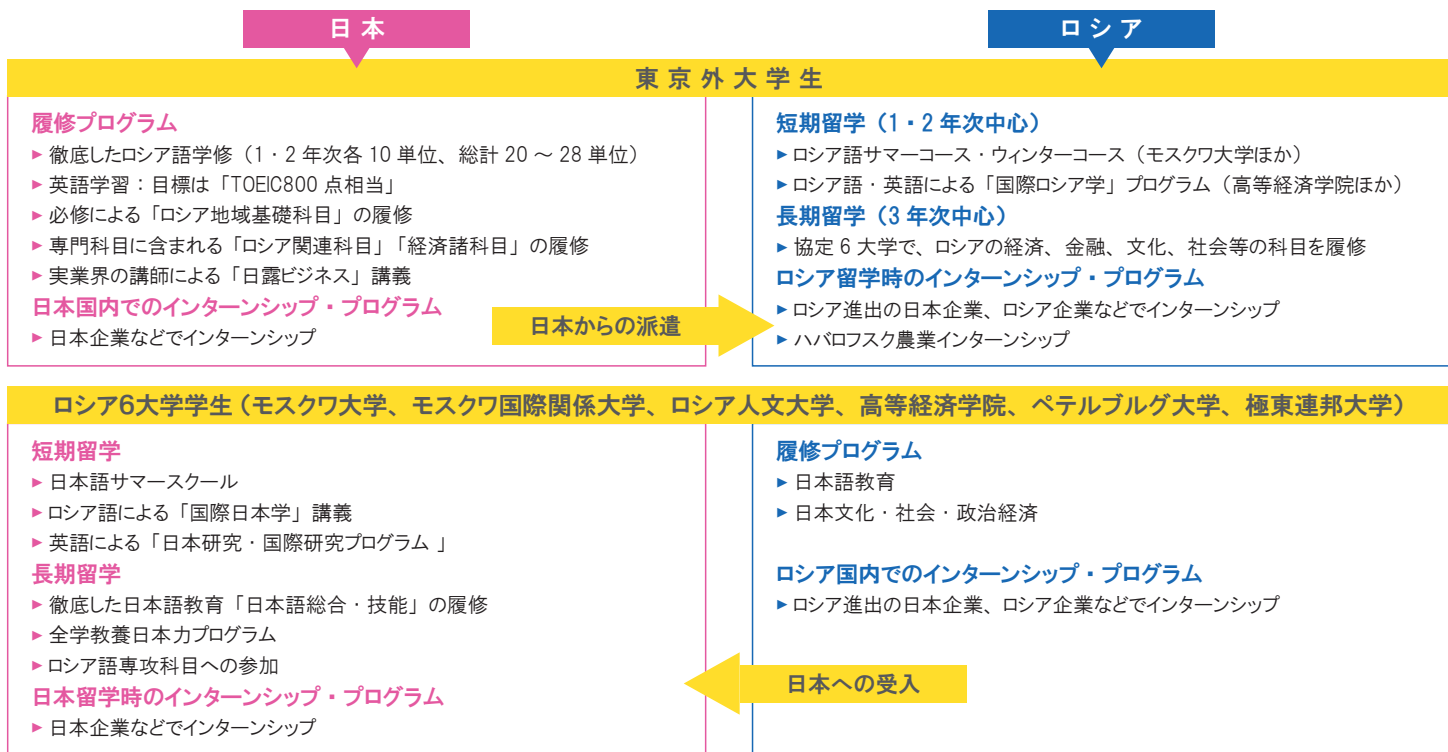 日本
ロシア
東京外大学生
履修プログラム
▶ 徹底したロシア語学修（1・2 年次各 10 単位、総計 20 ～ 28 単位）
▶ 英語学習：目標は「TOEIC800 点相当」
▶ 必修による「ロシア地域基礎科目」の履修
▶ 専門科目に含まれる「ロシア関連科目」「経済諸科目」の履修
▶ 実業界の講師による「日露ビジネス」講義
日本国内でのインターンシップ・プログラム
▶ 日本企業などでインターンシップ
日本からの派遣
短期留学（1・2 年次中心）
▶ ロシア語サマーコース・ウィンターコース（モスクワ大学ほか）
▶ ロシア語・英語による「国際ロシア学」プログラム（高等経済学院ほか）
長期留学（3 年次中心）
▶ 協定 6 大学で、ロシアの経済、金融、文化、社会等の科目を履修
ロシア留学時のインターンシップ・プログラム
▶ ロシア進出の日本企業、ロシア企業などでインターンシップ
▶ ハバロフスク農業インターンシップ
ロシア6大学学生（モスクワ大学、モスクワ国際関係大学、ロシア人文大学、高等経済学院、ペテルブルグ大学、極東連邦大学）
短期留学
▶ 日本語サマースクール
▶ ロシア語による「国際日本学」講義
▶ 英語による「日本研究・国際研究プログラム 」
長期留学
▶ 徹底した日本語教育「日本語総合・技能」の履修
▶ 全学教養日本力プログラム
▶ ロシア語専攻科目への参加
日本留学時のインターンシップ・プログラム
▶ 日本企業などでインターンシップ
履修プログラム
▶ 日本語教育
▶ 日本文化・社会・政治経済
ロシア国内でのインターンシップ・プログラム
▶ ロシア進出の日本企業、ロシア企業などでインターンシップ
日本への受入